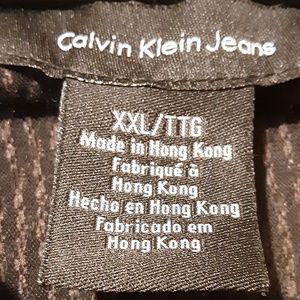 Calvin Klein Jeans
XXL/TTG
Made in Hong Kong
Fabriqué à
Hong Kong
Hecho en Hong Kong
Fabricado em
Hong Kong